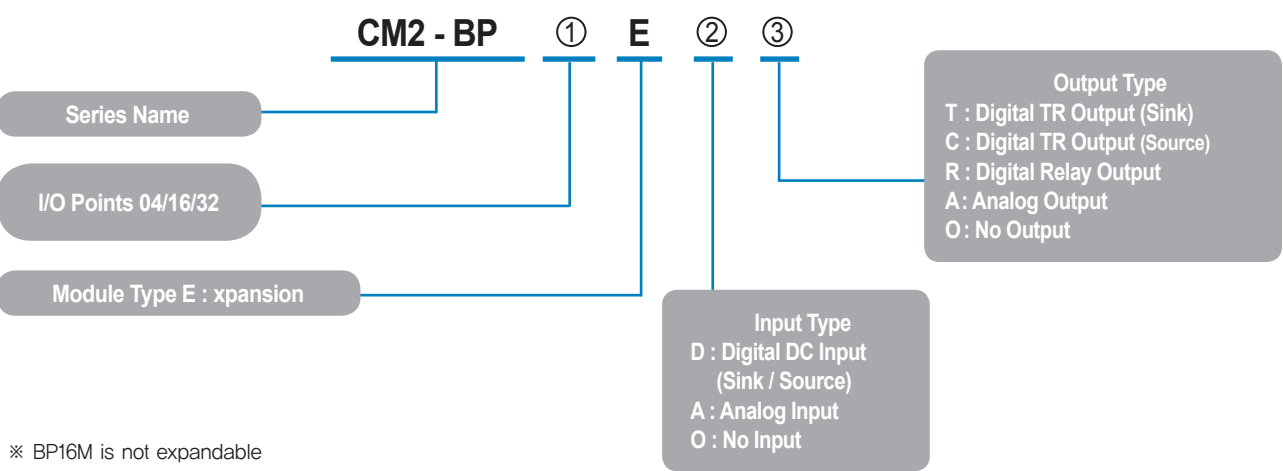 CM2 - BP ① E ② ③
Series Name
I/O Points 04/16/32
Module Type E : xpansion
Output Type
T : Digital TR Output (Sink)
C : Digital TR Output (Source)
R : Digital Relay Output
A : Analog Output
O : No Output
Input Type
D : Digital DC Input
(Sink / Source)
A : Analog Input
O : No Input
※ BP16M is not expandable